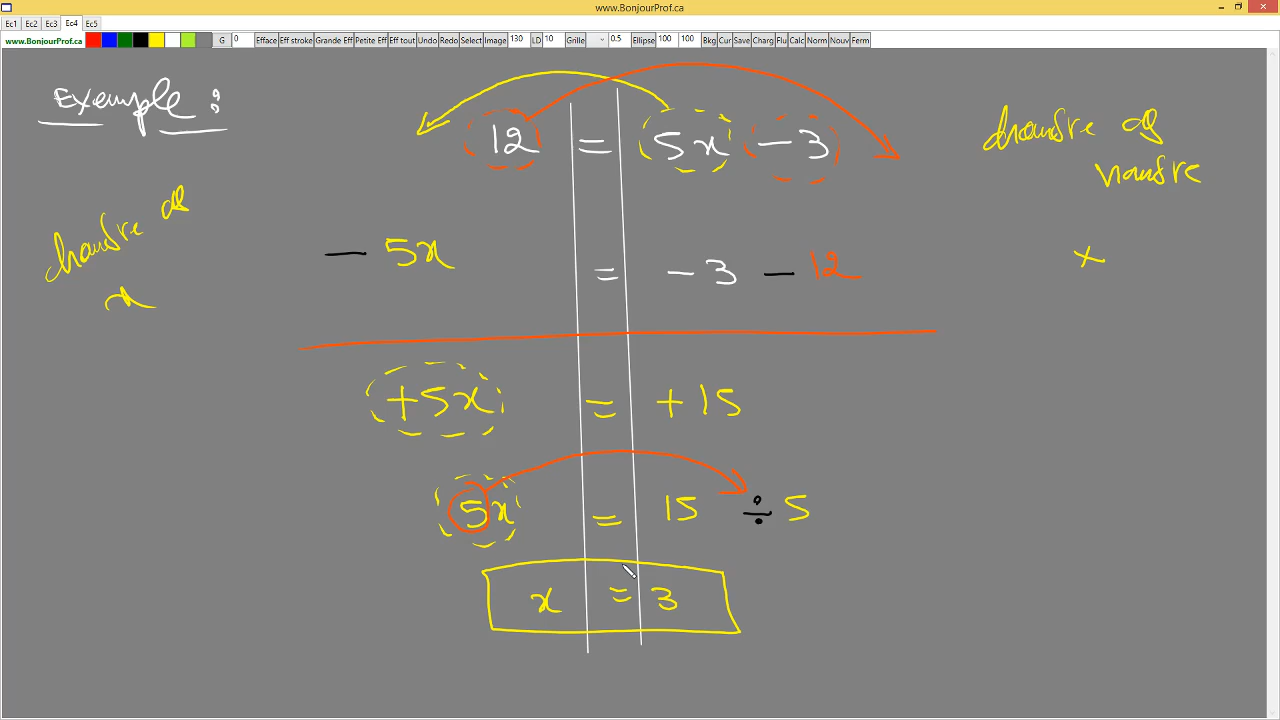 www.BonjourProf.ca
Ec1 Ec2 Ec3 Ec4 Ec5
www.BonjourProf.ca G 0 Efface Eff stroke Grande Eff Petite Eff Eff tout Undo Redo Select Image 130 LD 10 Grille 0.5 Ellipse 100 100 Bkg Cur Save Charg Flu Calc Norm Nouv Ferm
Exemple :
12 = 5x - 3
chambre des
nombre
chambre des
x
- 5x = - 3 - 12
+
+5x = +15
5x = 15 ÷ 5
x = 3